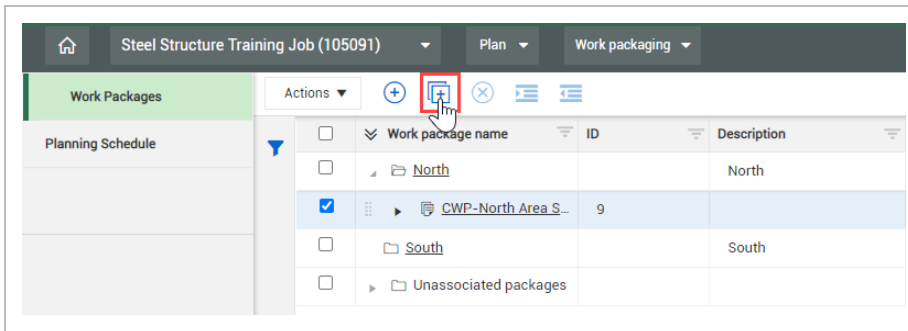 Steel Structure Training Job (105091) Plan Work packaging
Work Packages
Actions
Planning Schedule
Work package name ID Description
North North
CWP-North Area S... 9
South South
Unassociated packages